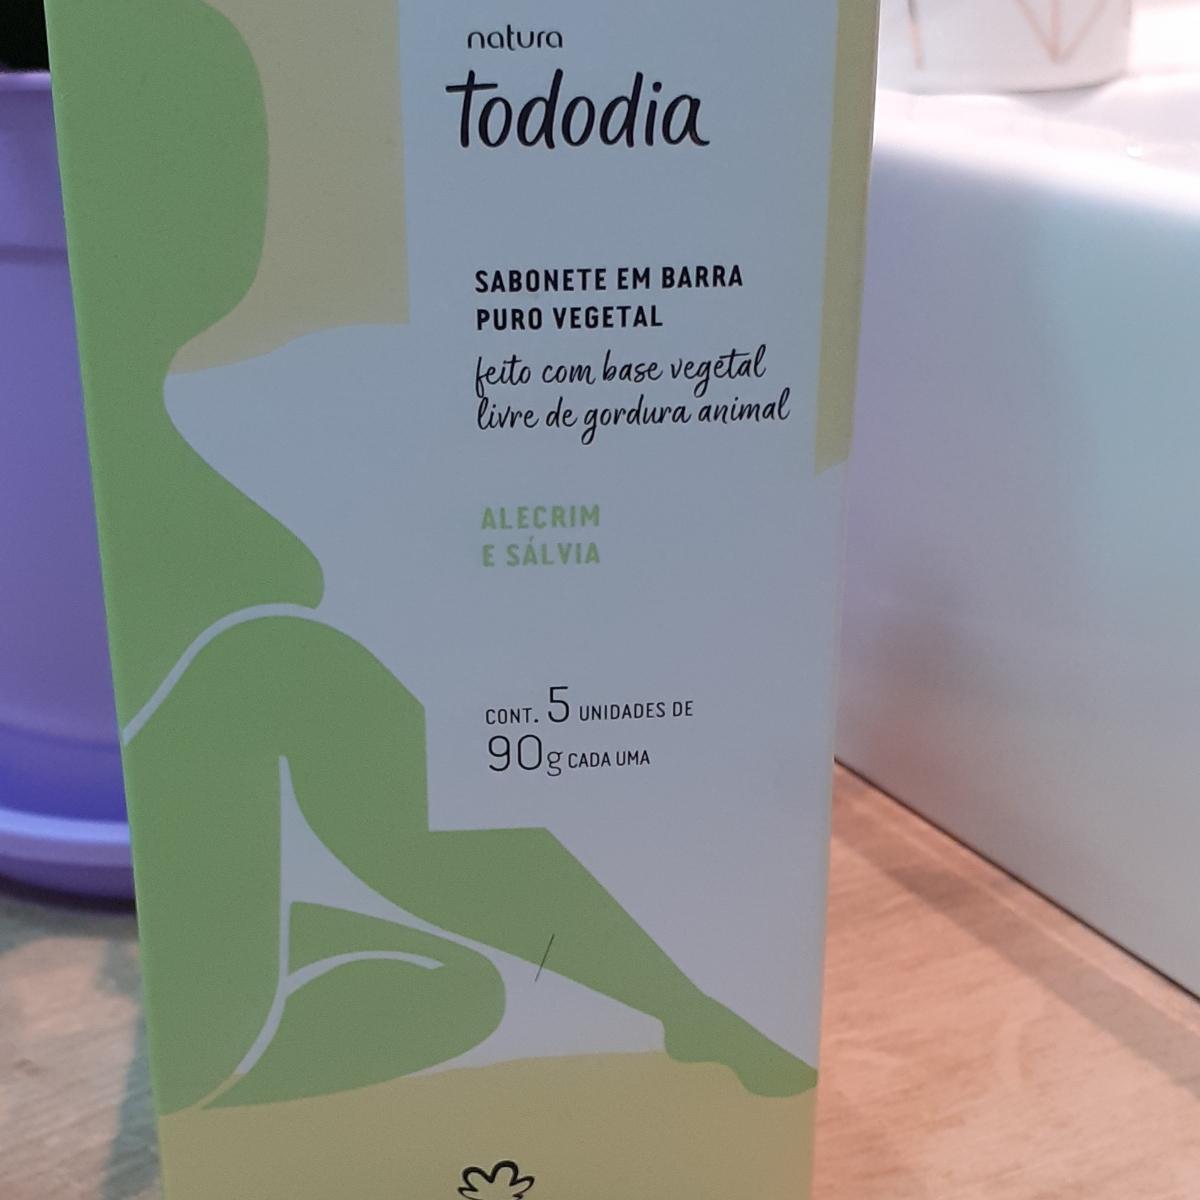 natura
Tododia
SABONETE EM BARRA
PURO VEGETAL
feito com base vegetal
livre de gordura animal
ALECRIM
E SÁLVIA
CONT. 5 UNIDADES DE
90g CADA UMA